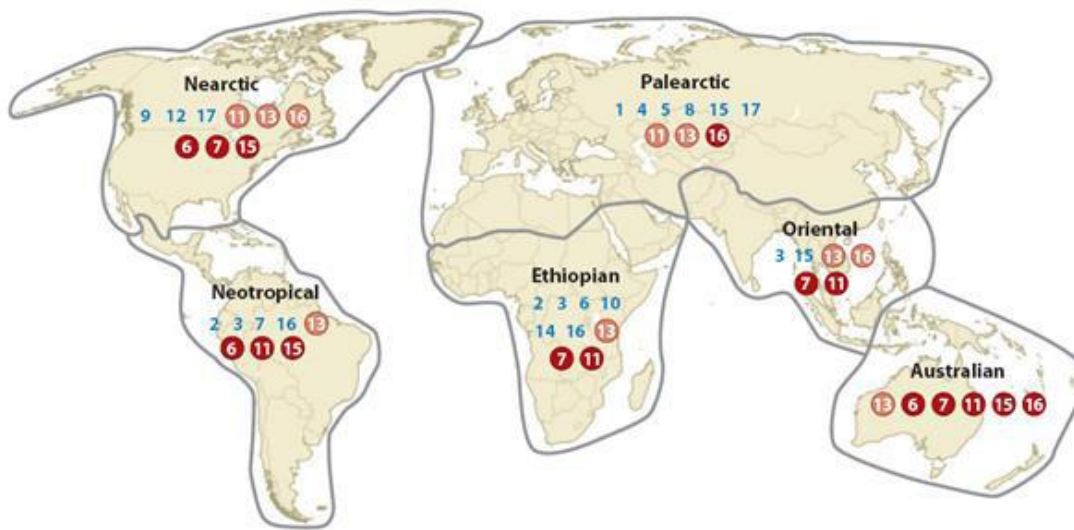 Nearctic
9 12 17 11 13 16
6 7 15
Palearctic
1 4 5 8 15 17
11 13 16
Oriental
3 15 13 16
7 11
Neotropical
2 3 7 16 13
6 11 15
Ethiopian
2 3 6 10
14 16 13
7 11
Australian
13 6 7 11 15 16